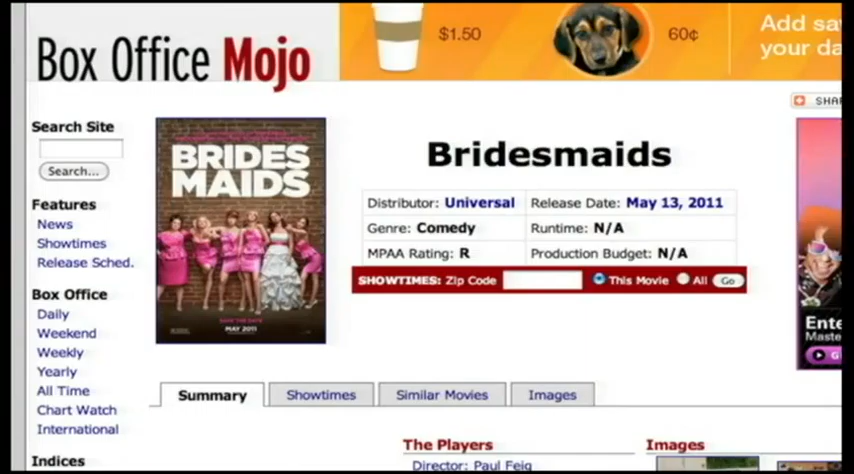 Box Office Mojo
$1.50
60¢
Add sa
your da
SHAR
Search Site
Search...
Features
News
Showtimes
Release Sched.
Box Office
Daily
Weekend
Weekly
Yearly
All Time
Chart Watch
International
Indices
BRIDES
MAIDS
MAY 2011
Bridesmaids
Distributor: Universal
Release Date: May 13, 2011
Genre: Comedy
Runtime: N/A
MPAA Rating: R
Production Budget: N/A
SHOWTIMES: Zip Code
This Movie
All
Go
Summary
Showtimes
Similar Movies
Images
The Players
Director: Paul Feig
Images
Ente
Maste
G